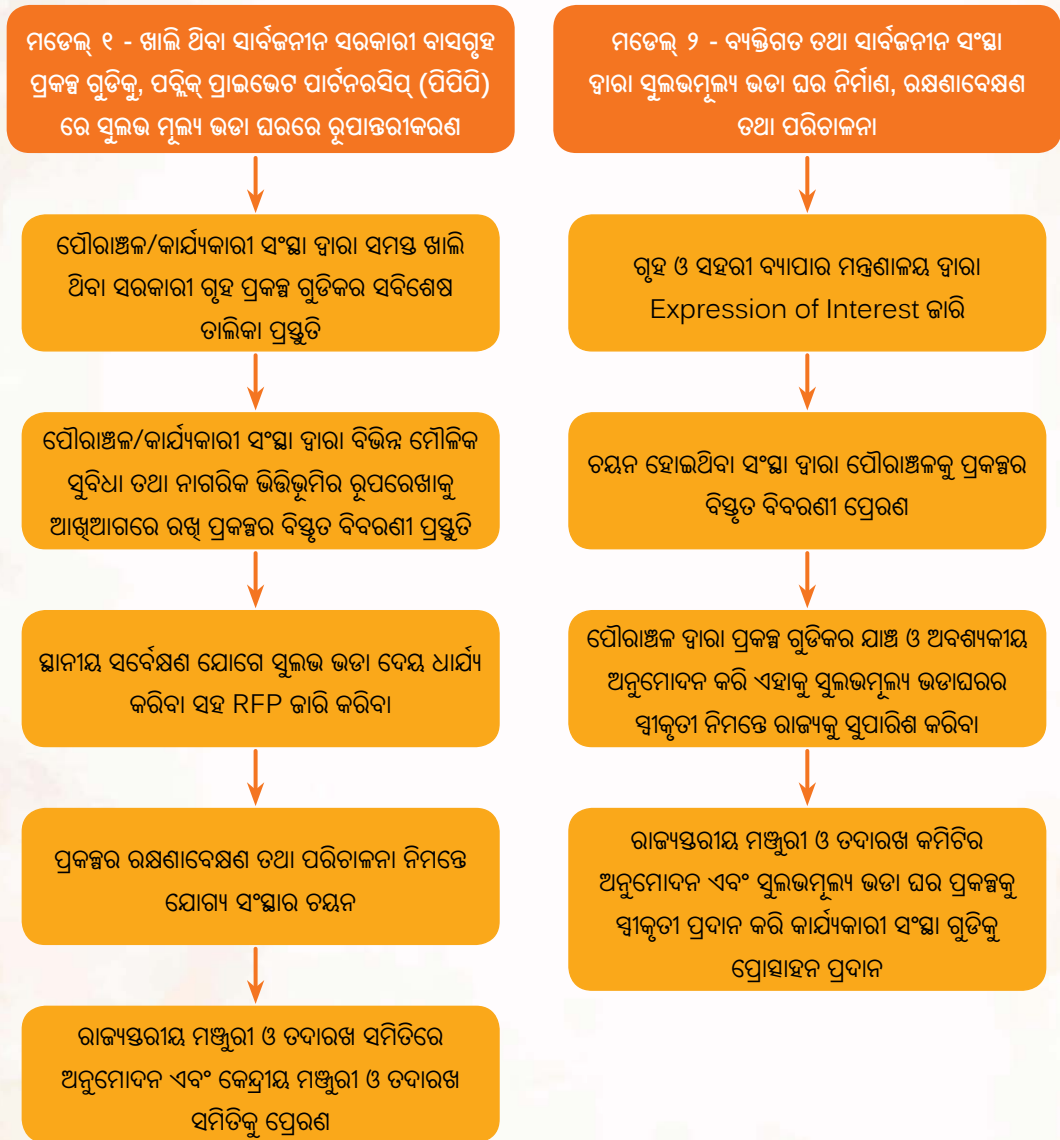 ମଡେଲ୍ ୧ - ଖାଲି ଥିବା ସାର୍ବଜନୀନ ସରକାରୀ ବାସଗୃହ
ପ୍ରକଳ୍ପ ଗୁଡିକୁ, ପବ୍ଲିକ୍ ପ୍ରାଇଭେଟ ପାର୍ଟନରସିପ୍ (ପିପିପି)
ରେ ସୁଲଭ ମୂଲ୍ୟ ଭଡା ଘରରେ ରୂପାନ୍ତରୀକରଣ
ପୌରାଞ୍ଚଳ/କାର୍ଯ୍ୟକାରୀ ସଂସ୍ଥା ଦ୍ୱାରା ସମସ୍ତ ଖାଲି
ଥିବା ସରକାରୀ ଗୃହ ପ୍ରକଳ୍ପ ଗୁଡିକର ସବିଶେଷ
ତାଲିକା ପ୍ରସ୍ତୁତି
ପୌରାଞ୍ଚଳ/କାର୍ଯ୍ୟକାରୀ ସଂସ୍ଥା ଦ୍ୱାରା ବିଭିନ୍ନ ମୌଳିକ
ସୁବିଧା ତଥା ନାଗରିକ ଭିତ୍ତିଭୂମିର ରୂପରେଖାକୁ
ଆଖିଆଗରେ ରଖି ପ୍ରକଳ୍ପର ବିସ୍ତୃତ ବିବରଣୀ ପ୍ରସ୍ତୁତି
ସ୍ଥାନୀୟ ସର୍ବେକ୍ଷଣ ଯୋଗେ ସୁଲଭ ଭଡା ଦେୟ ଧାର୍ଯ୍ୟ
କରିବା ସହ RFP ଜାରି କରିବା
ପ୍ରକଳ୍ପର ରକ୍ଷଣାବେକ୍ଷଣ ତଥା ପରିଚାଳନା ନିମନ୍ତେ
ଯୋଗ୍ୟ ସଂସ୍ଥାର ଚୟନ
ରାଜ୍ୟସ୍ତରୀୟ ମଞ୍ଜୁରୀ ଓ ତଦାରଖ ସମିତିରେ
ଅନୁମୋଦନ ଏବଂ କେନ୍ଦ୍ରୀୟ ମଞ୍ଜୁରୀ ଓ ତଦାରଖ
ସମିତିକୁ ପ୍ରେରଣ
ମଡେଲ୍ ୨ - ବ୍ୟକ୍ତିଗତ ତଥା ସାର୍ବଜନୀନ ସଂସ୍ଥା
ଦ୍ୱାରା ସୁଲଭମୂଲ୍ୟ ଭଡା ଘର ନିର୍ମାଣ, ରକ୍ଷଣାବେକ୍ଷଣ
ତଥା ପରିଚାଳନା
ଗୃହ ଓ ସହରୀ ବ୍ୟାପାର ମନ୍ତ୍ରଣାଳୟ ଦ୍ୱାରା
Expression of Interest ଜାରି
ଚୟନ ହୋଇଥିବା ସଂସ୍ଥା ଦ୍ୱାରା ପୌରାଞ୍ଚଳକୁ ପ୍ରକଳ୍ପର
ବିସ୍ତୃତ ବିବରଣୀ ପ୍ରେରଣ
ପୌରାଞ୍ଚଳ ଦ୍ୱାରା ପ୍ରକଳ୍ପ ଗୁଡିକର ଯାଞ୍ଚ ଓ ଅବଶ୍ୟକୀୟ
ଅନୁମୋଦନ କରି ଏହାକୁ ସୁଲଭମୂଲ୍ୟ ଭଡାଘରର
ସ୍ୱୀକୃତୀ ନିମନ୍ତେ ରାଜ୍ୟକୁ ସୁପାରିଶ କରିବା
ରାଜ୍ୟସ୍ତରୀୟ ମଞ୍ଜୁରୀ ଓ ତଦାରଖ କମିଟିର
ଅନୁମୋଦନ ଏବଂ ସୁଲଭମୂଲ୍ୟ ଭଡା ଘର ପ୍ରକଳ୍ପକୁ
ସ୍ୱୀକୃତୀ ପ୍ରଦାନ କରି କାର୍ଯ୍ୟକାରୀ ସଂସ୍ଥା ଗୁଡିକୁ
ପ୍ରୋତ୍ସାହନ ପ୍ରଦାନ